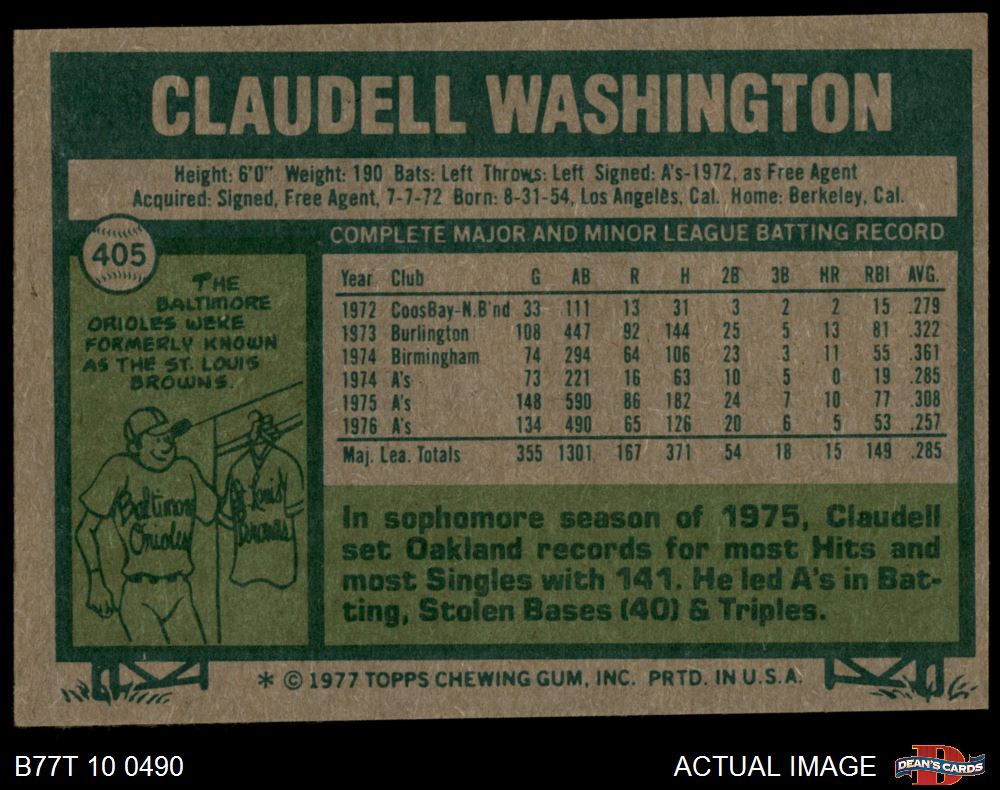 CLAUDELL WASHINGTON
Height: 6'0" Weight: 190 Bats: Left Throws: Left Signed: A's-1972, as Free Agent
Acquired: Signed, Free Agent, 7-7-72 Born: 8-31-54, Los Angeles, Cal. Home: Berkeley, Cal.
405
THE
BALTIMORE
ORIOLES WERE
FORMERLY KNOWN
AS THE ST. LOUIS
BROWNS.
Baltimore
Orioles
St. Louis
Browns
COMPLETE MAJOR AND MINOR LEAGUE BATTING RECORD
Year Club G AB R H 2B 3B HR RBI AVG.
1972 CoosBay-N.B'nd 33 111 13 31 3 2 2 15 .279
1973 Burlington 108 447 92 144 25 5 13 81 .322
1974 Birmingham 74 294 64 106 23 3 11 55 .361
1974 A's 73 221 16 63 10 5 0 19 .285
1975 A's 148 590 86 182 24 7 10 77 .308
1976 A's 134 490 65 126 20 6 5 53 .257
Maj. Lea. Totals 355 1301 167 371 54 18 15 149 .285
In sophomore season of 1975, Claudell
set Oakland records for most Hits and
most Singles with 141. He led A's in Bat-
ting, Stolen Bases (40) & Triples.
* © 1977 TOPPS CHEWING GUM, INC. PRTD. IN U.S.A.
B77T 10 0490
ACTUAL IMAGE
D
DEAN'S CARDS